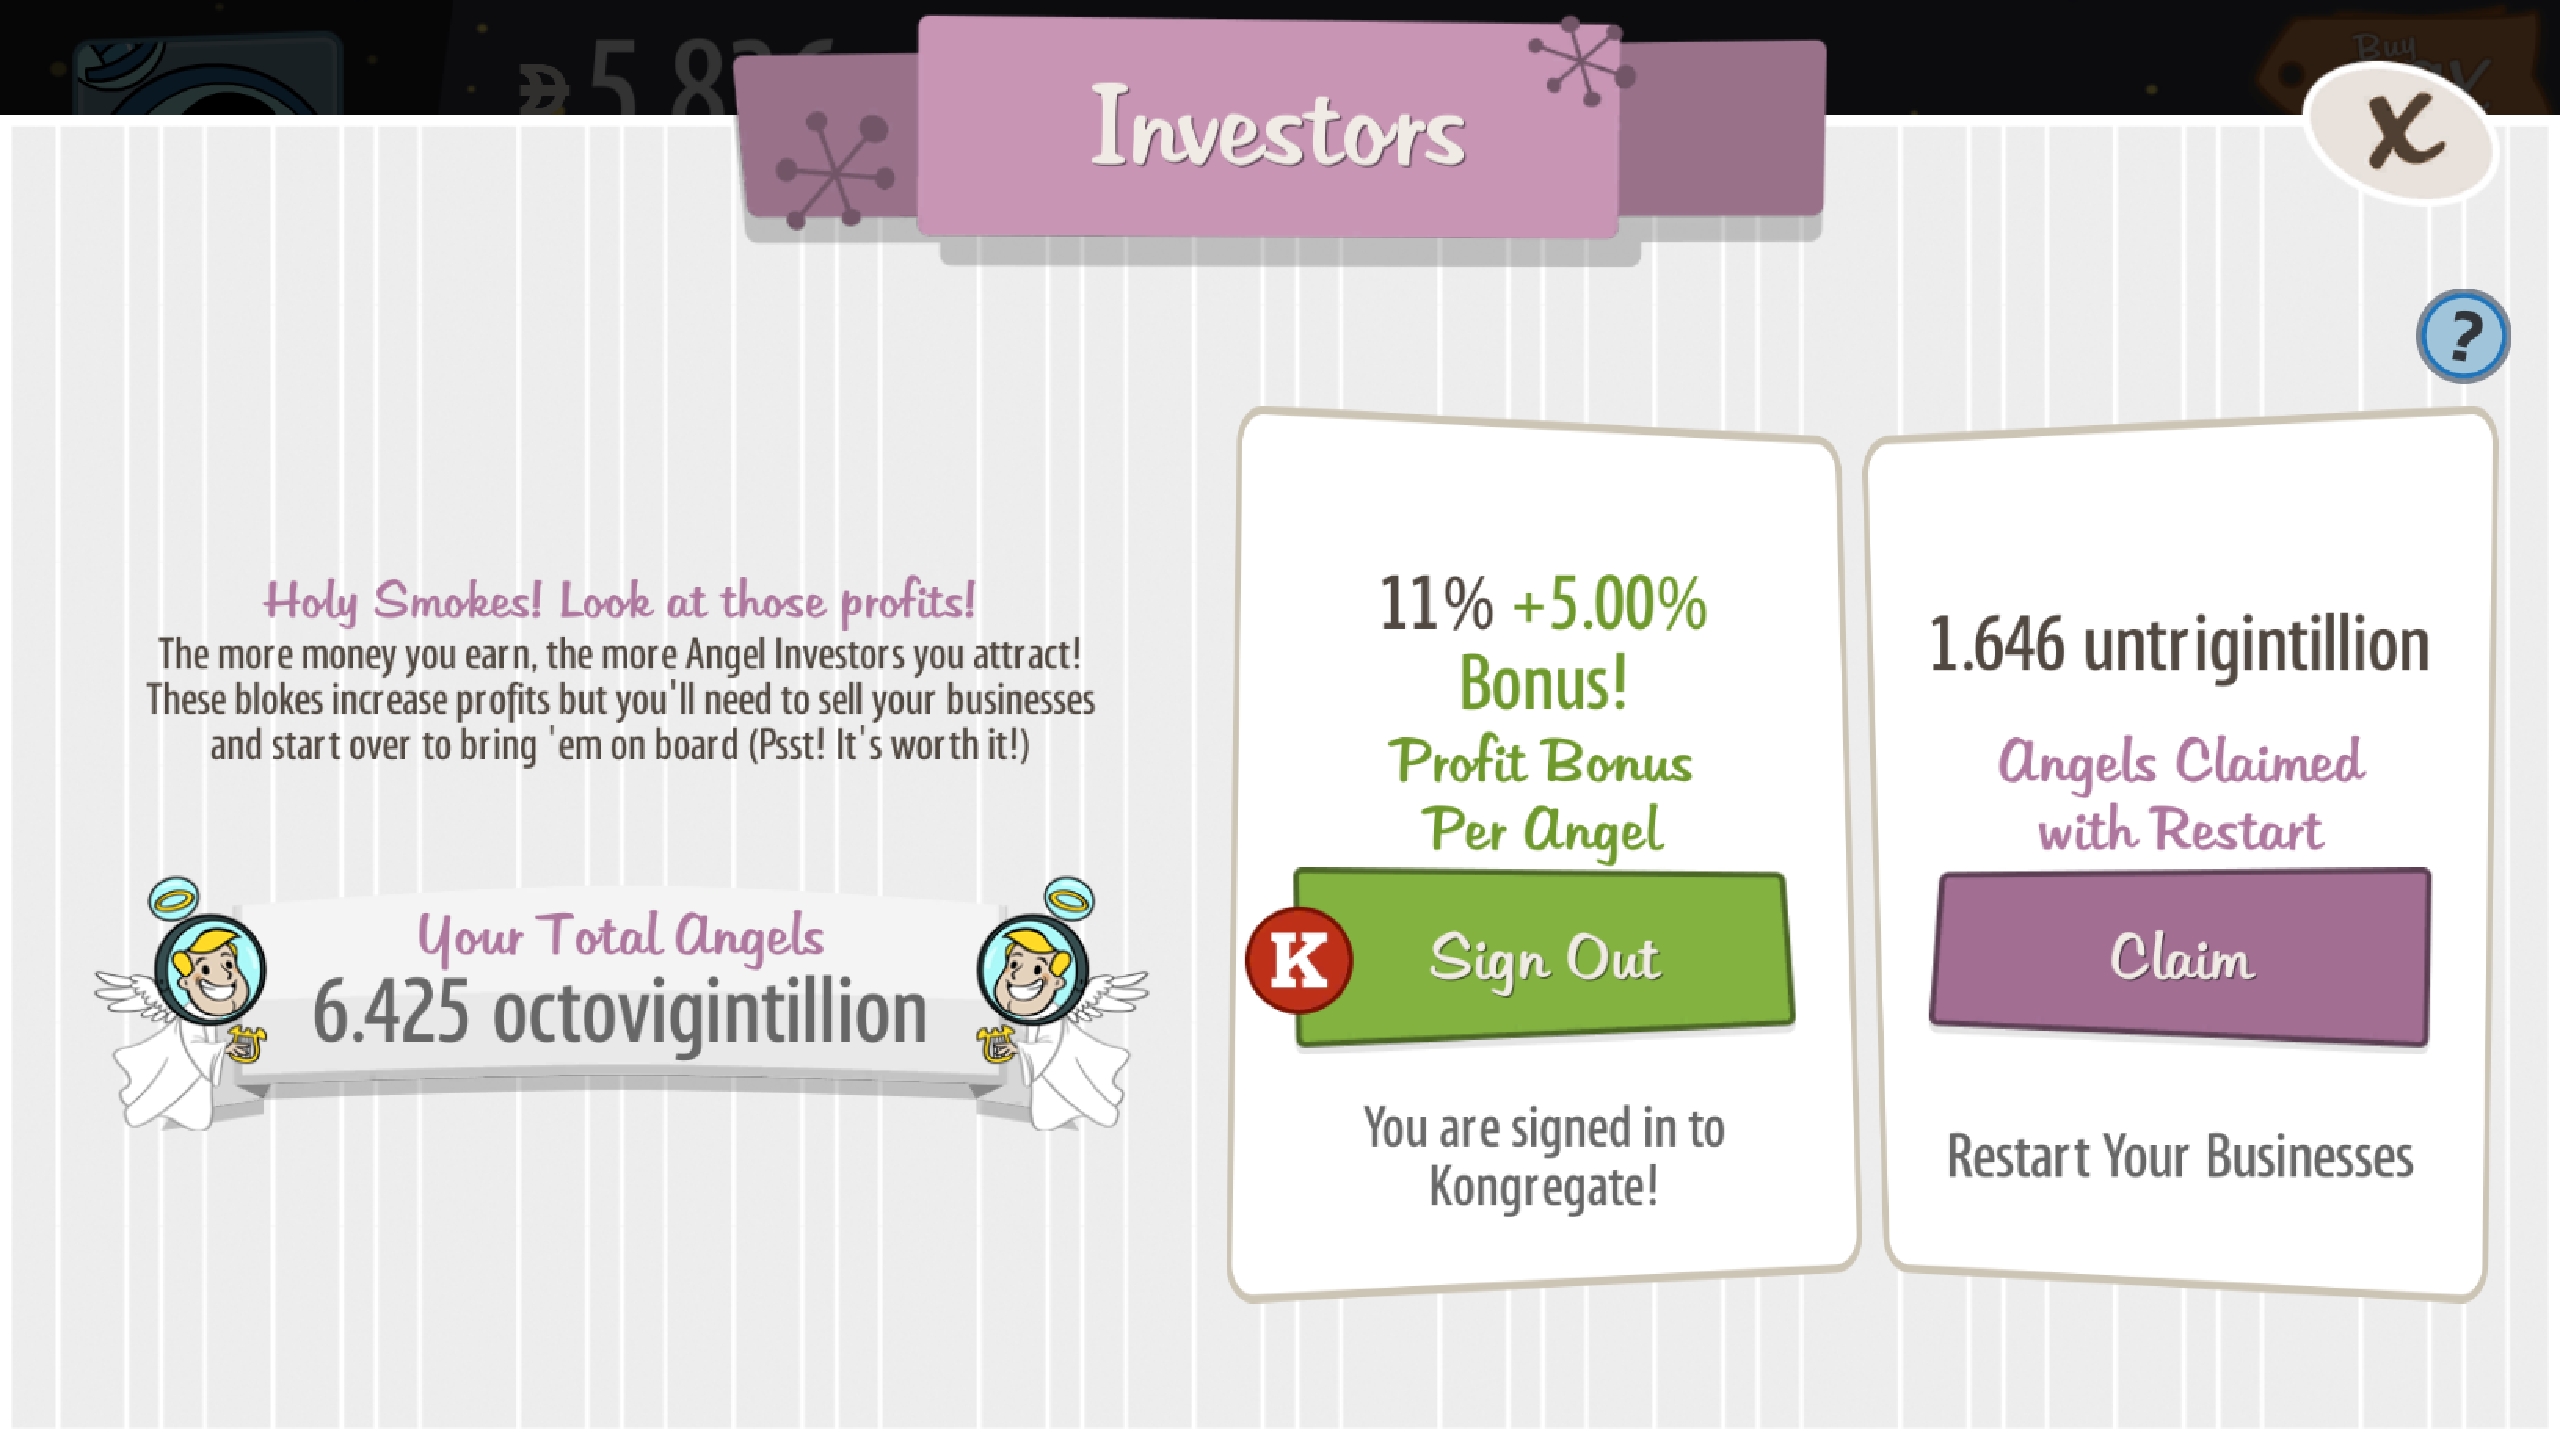 Investors
Buy
X
?
Holy Smokes! Look at those profits!
The more money you earn, the more Angel Investors you attract!
These blokes increase profits but you'll need to sell your businesses
and start over to bring 'em on board (Psst! It's worth it!)
Your Total Angels
6.425 octovigintillion
11% +5.00%
Bonus!
Profit Bonus
Per Angel
K
Sign Out
You are signed in to
Kongregate!
1.646 untrigintillion
Angels Claimed
with Restart
Claim
Restart Your Businesses